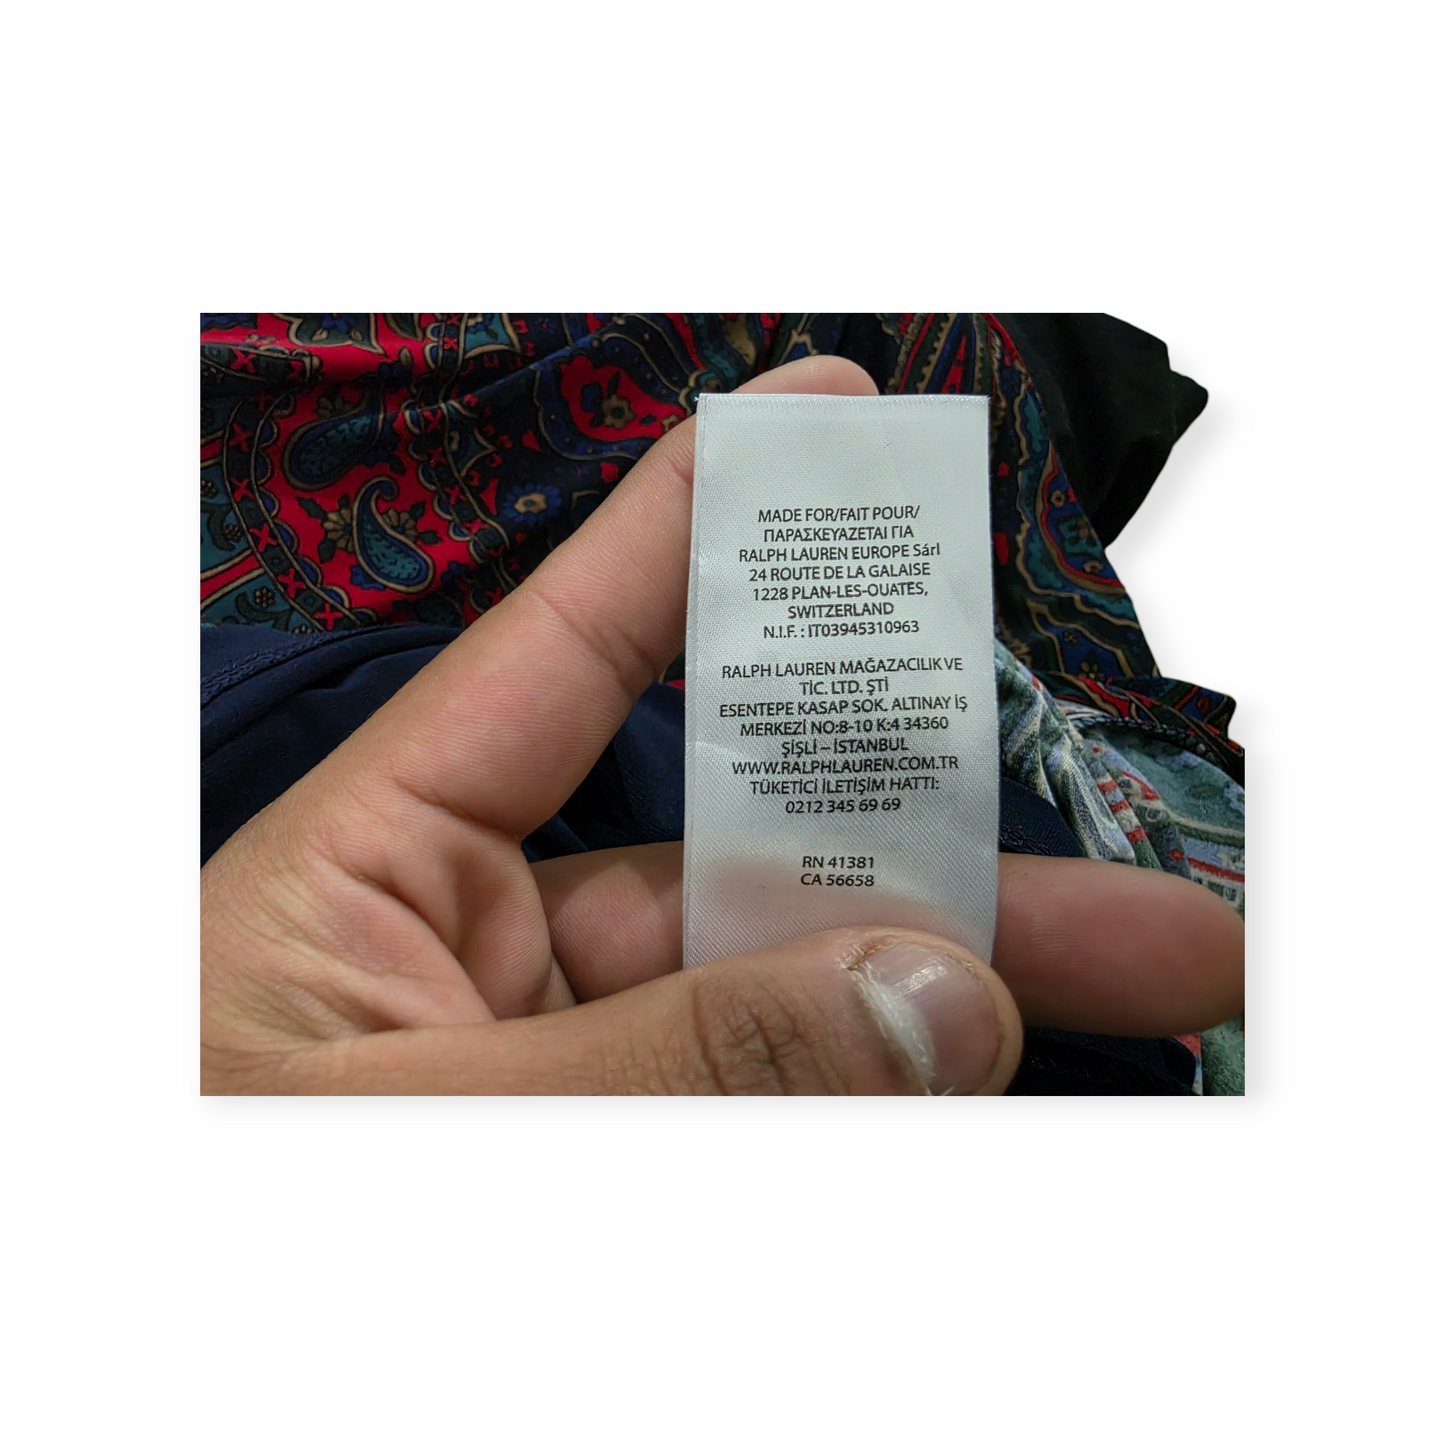 MADE FOR/FAIT POUR/
ΠΑΡΑΣΚΕΥΑΖΕΤΑΙ ΓΙΑ
RALPH LAUREN EUROPE Sárl
24 ROUTE DE LA GALAISE
1228 PLAN-LES-OUATES,
SWITZERLAND
N.I.F. : IT03945310963
RALPH LAUREN MAĞAZACILIK VE
TİC. LTD. ŞTİ
ESENTEPE KASAP SOK. ALTINAY İŞ
MERKEZİ NO:8-10 K:4 34360
ŞİŞLİ – İSTANBUL
WWW.RALPHLAUREN.COM.TR
TÜKETİCİ İLETİŞİM HATTI:
0212 345 69 69
RN 41381
CA 56658